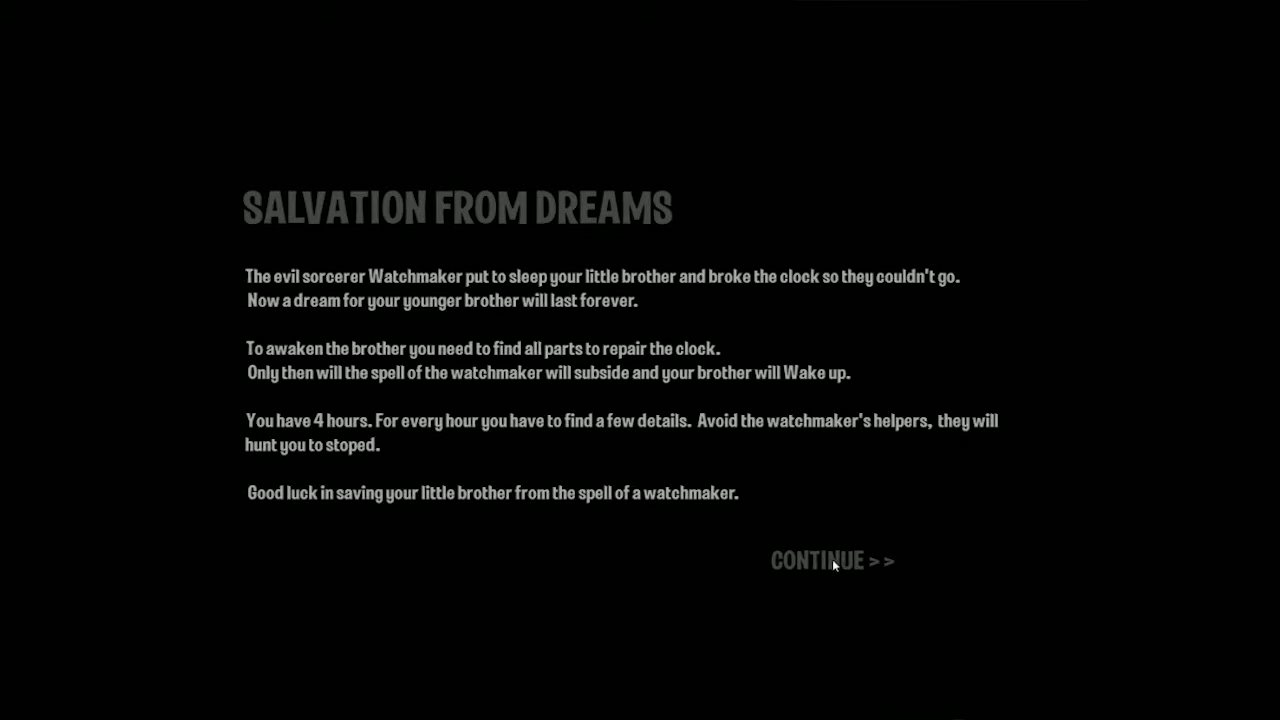 SALVATION FROM DREAMS
The evil sorcerer Watchmaker put to sleep your little brother and broke the clock so they couldn't go.
Now a dream for your younger brother will last forever.
To awaken the brother you need to find all parts to repair the clock.
Only then will the spell of the watchmaker will subside and your brother will Wake up.
You have 4 hours. For every hour you have to find a few details.  Avoid the watchmaker's helpers,  they will
hunt you to stoped.
Good luck in saving your little brother from the spell of a watchmaker.
CONTINUE > >